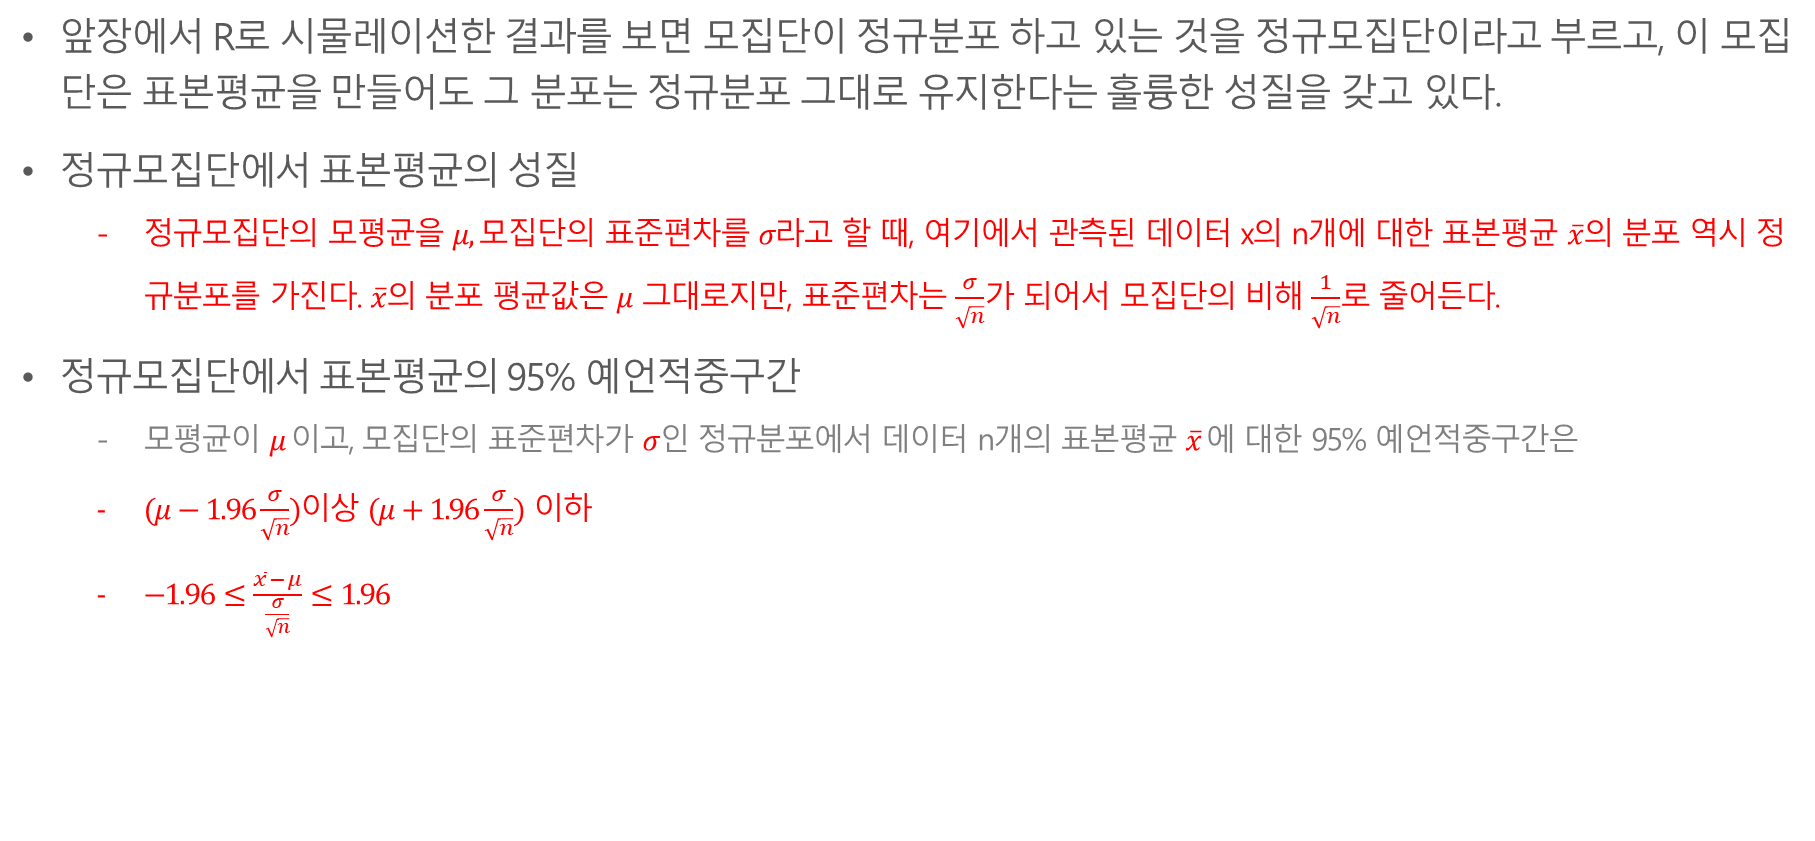 • 앞장에서 R로 시물레이션한 결과를 보면 모집단이 정규분포 하고 있는 것을 정규모집단이라고 부르고, 이 모집
단은 표본평균을 만들어도 그 분포는 정규분포 그대로 유지한다는 훌륭한 성질을 갖고 있다.
• 정규모집단에서 표본평균의 성질
- 정규모집단의 모평균을 μ, 모집단의 표준편차를 σ라고 할 때, 여기에서 관측된 데이터 x의 n개에 대한 표본평균 x̄의 분포 역시 정
규분포를 가진다. x̄의 분포 평균값은 μ 그대로지만, 표준편차는 σ/√n가 되어서 모집단의 비해 1/√n로 줄어든다.
• 정규모집단에서 표본평균의 95% 예언적중구간
- 모평균이 μ 이고, 모집단의 표준편차가 σ인 정규분포에서 데이터 n개의 표본평균 x̄ 에 대한 95% 예언적중구간은
- (μ − 1.96 σ/√n)이상 (μ + 1.96 σ/√n) 이하
- −1.96 ≤ (x̄−μ)/(σ/√n) ≤ 1.96